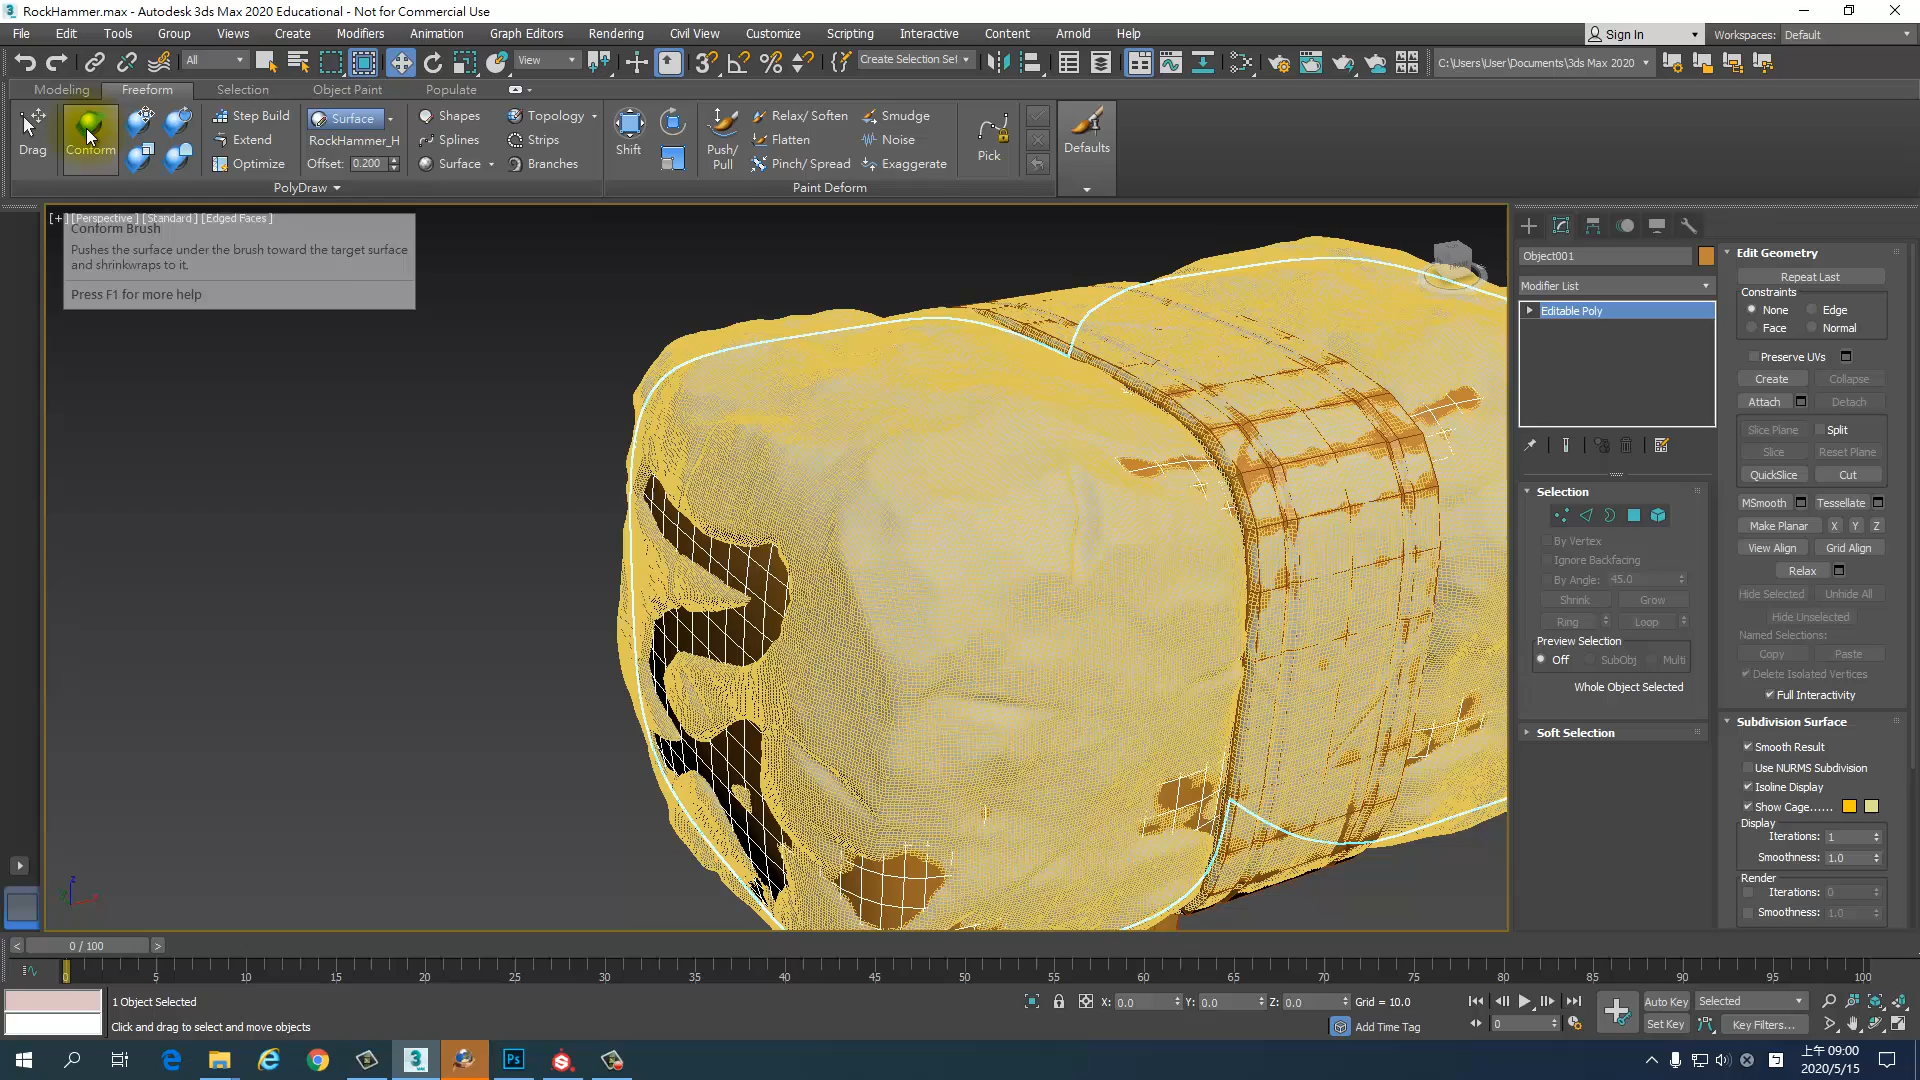 RockHammer.max - Autodesk 3ds Max 2020 Educational - Not for Commercial Use
File Edit Tools Group Views Create Modifiers Animation Graph Editors Rendering Civil View Customize Scripting Interactive Content Arnold Help Sign In Workspaces: Default
All View Create Selection Set C:\Users\User\Documents\3ds Max 2020
Modeling Freeform Selection Object Paint Populate
Drag Conform Step Build Surface Shapes Topology Shift Push/ Pull Relax/ Soften Smudge Pick Defaults
Extend RockHammer_H Splines Strips Flatten Noise
Optimize Offset: 0.200 Surface Branches Pinch/ Spread Exaggerate
PolyDraw Paint Deform
[+] [Perspective] [Standard] [Edged Faces]
Conform Brush
Pushes the surface under the brush toward the target surface
and shrinkwraps to it.
Press F1 for more help
Object001
Modifier List
Editable Poly
Selection
By Vertex
Ignore Backfacing
By Angle: 45.0
Shrink Grow
Ring Loop
Preview Selection
Off SubObj Multi
Whole Object Selected
Soft Selection
Edit Geometry
Repeat Last
Constraints
None Edge
Face Normal
Preserve UVs
Create Collapse
Attach Detach
Slice Plane Split
Slice Reset Plane
QuickSlice Cut
MSmooth Tessellate
Make Planar X Y Z
View Align Grid Align
Relax
Hide Selected Unhide All
Hide Unselected
Named Selections:
Copy Paste
Delete Isolated Vertices
Full Interactivity
Subdivision Surface
Smooth Result
Use NURMS Subdivision
Isoline Display
Show Cage......
Display
Iterations: 1
Smoothness: 1.0
Render
Iterations: 0
Smoothness: 1.0
< 0 / 100 >
0 5 10 15 20 25 30 35 40 45 50 55 60 65 70 75 80 85 90 95 100
1 Object Selected X: 0.0 Y: 0.0 Z: 0.0 Grid = 10.0 Auto Key Selected
Click and drag to select and move objects Add Time Tag 0 Set Key Key Filters...
上午 09:00
2020/5/15